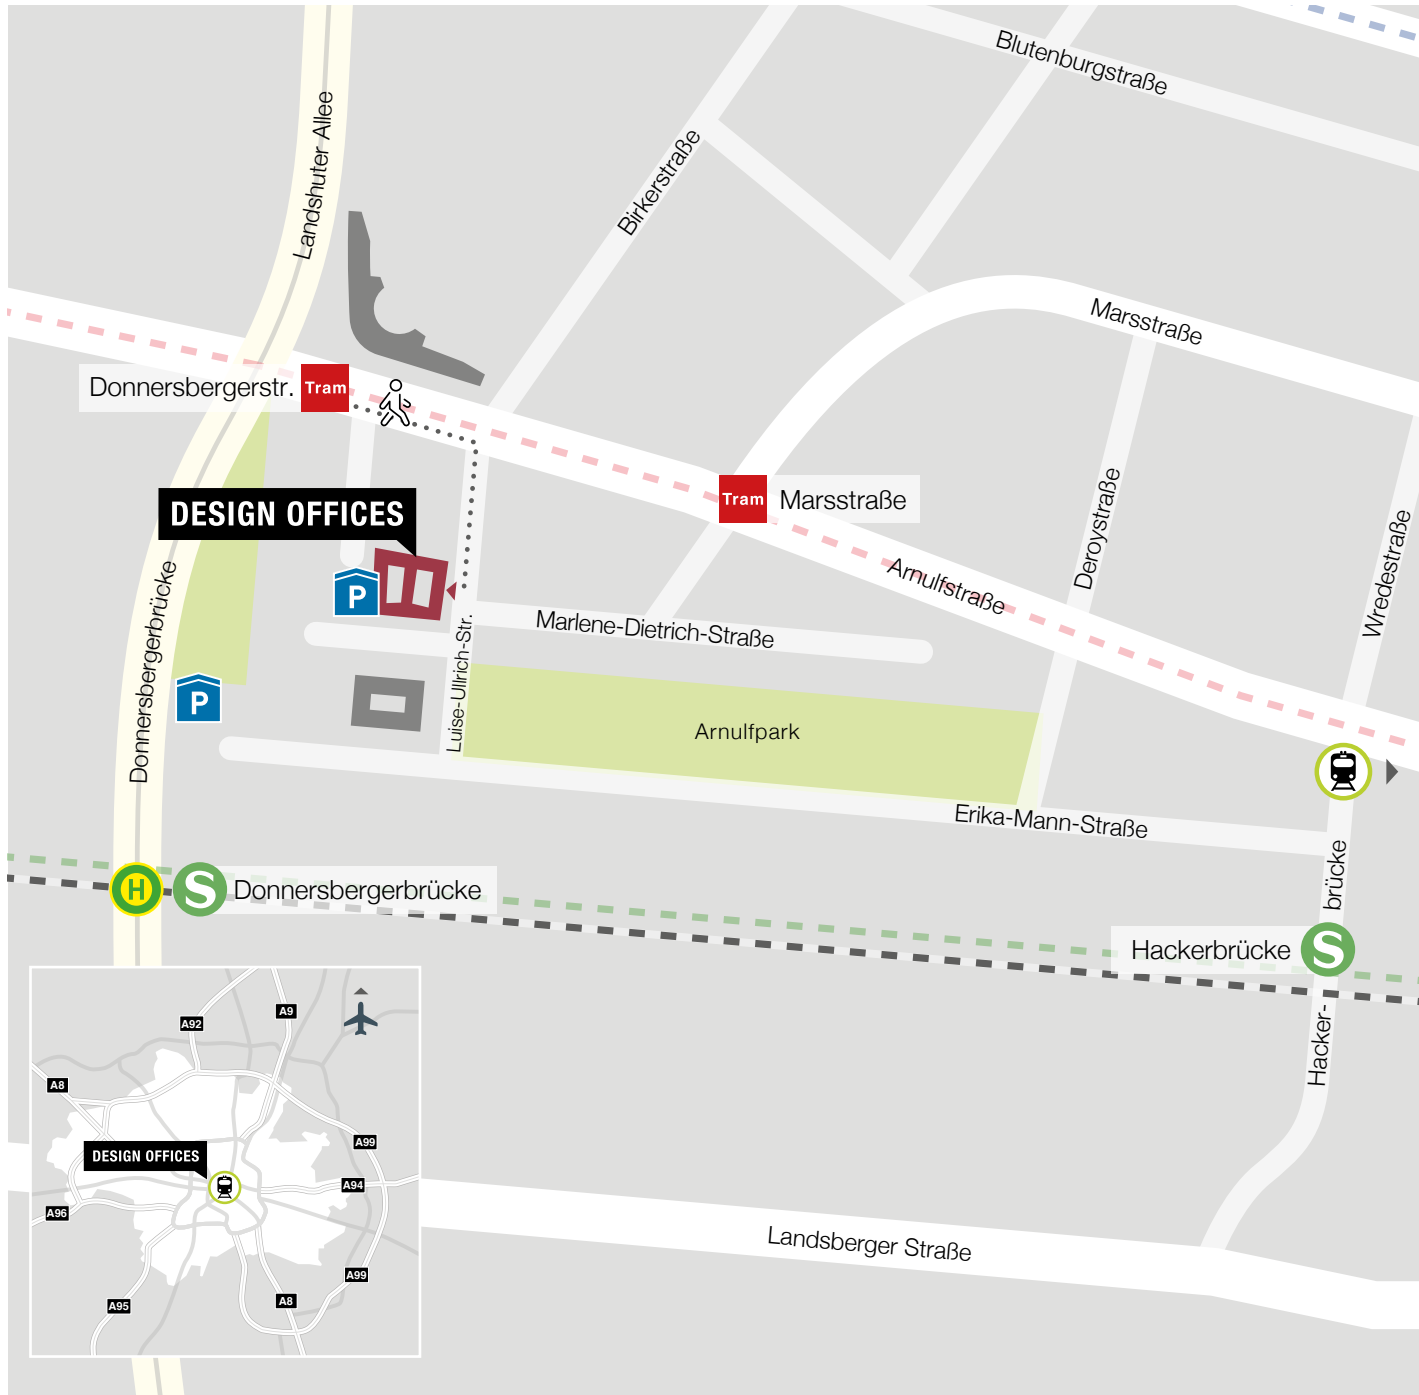 Blutenburgstraße
Landshuter Allee
Birkerstraße
Marsstraße
Donnersbergerstr.
Tram
Tram
Marsstraße
DESIGN OFFICES
Deroystraße
Arnulfstraße
Wredestraße
P
Marlene-Dietrich-Straße
Luise-Ullrich-Str.
Donnersbergerbrücke
P
Arnulfpark
Erika-Mann-Straße
H
S
Donnersbergerbrücke
Hackerbrücke
S
Hacker-
brücke
A9
A92
A8
A99
DESIGN OFFICES
A94
A96
A99
A8
A95
Landsberger Straße